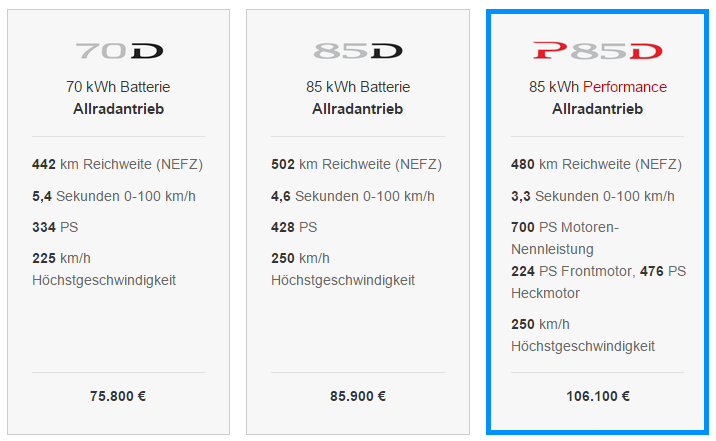 70D
70 kWh Batterie
Allradantrieb
442 km Reichweite (NEFZ)
5,4 Sekunden 0-100 km/h
334 PS
225 km/h
Höchstgeschwindigkeit
75.800 €
85D
85 kWh Batterie
Allradantrieb
502 km Reichweite (NEFZ)
4,6 Sekunden 0-100 km/h
428 PS
250 km/h
Höchstgeschwindigkeit
85.900 €
P85D
85 kWh Performance
Allradantrieb
480 km Reichweite (NEFZ)
3,3 Sekunden 0-100 km/h
700 PS Motoren-
Nennleistung
224 PS Frontmotor, 476 PS
Heckmotor
250 km/h
Höchstgeschwindigkeit
106.100 €